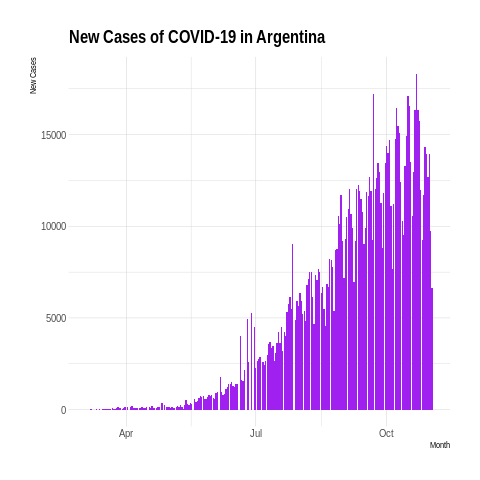 New Cases of COVID-19 in Argentina
New Cases
15000
10000
5000
0
Apr Jul Oct
Month